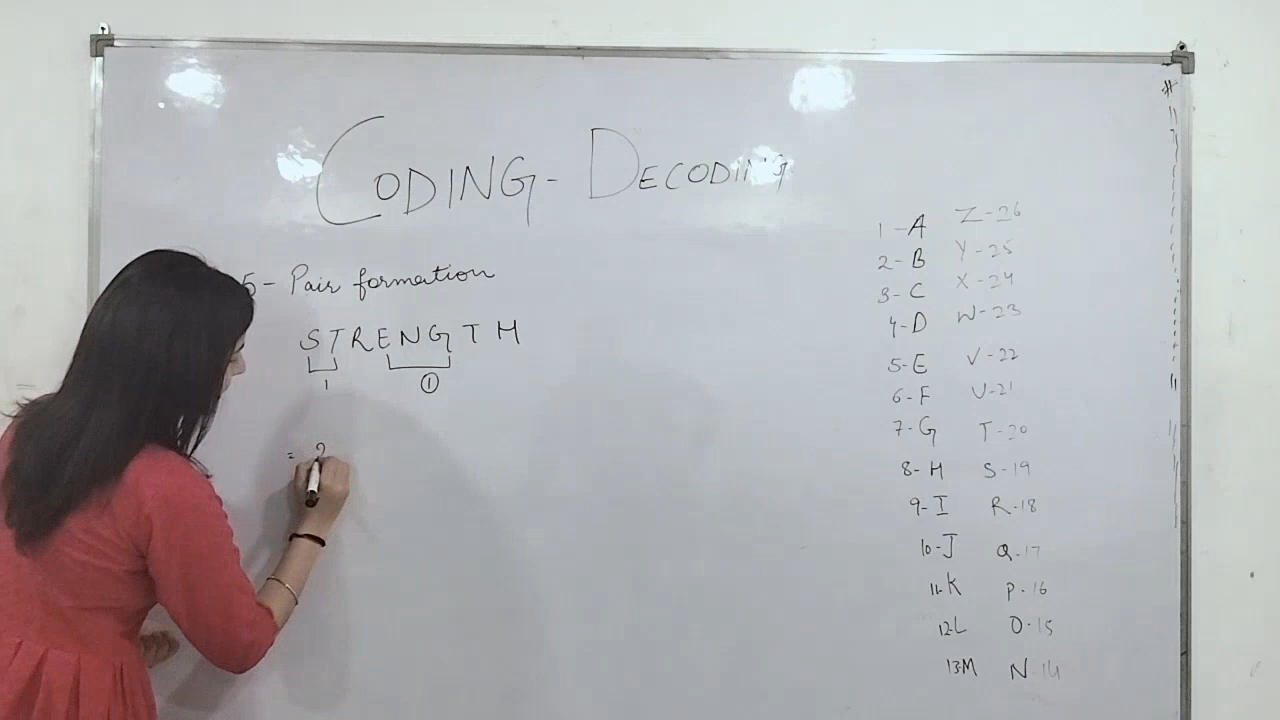 CODING - DECODING
5 - Pair formation
STRENGTH
1 1
=
1 - A Z - 26
2 - B Y - 25
3 - C X - 24
4 - D W - 23
5 - E V - 22
6 - F U - 21
7 - G T - 20
8 - H S - 19
9 - I R - 18
10 - J Q - 17
11 - K P - 16
12 - L O - 15
13 M N 14